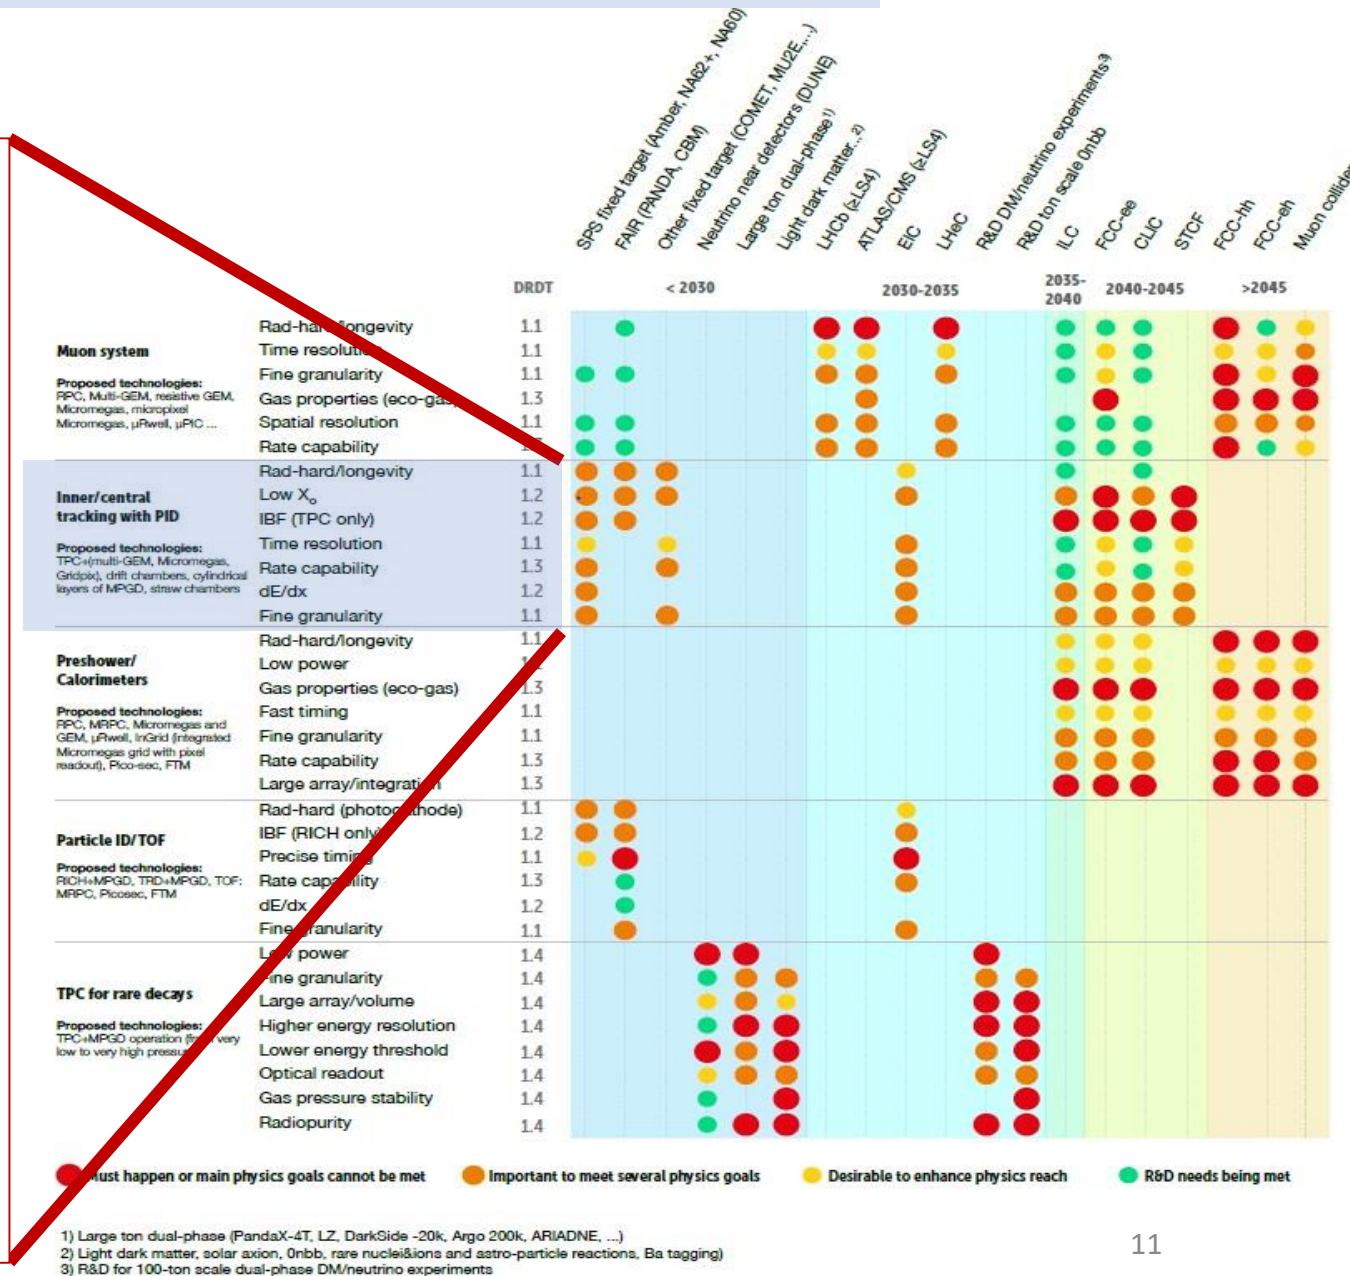 SPS fixed target (Amber, NA62+, NA60)
FAIR (PANDA, CBM)
Other fixed target (COMET, MU2E,...)
Neutrino near detectors (DUNE)
Large ton dual-phase 1)
Light dark matter... 2)
LHCb (≥LS4)
ATLAS/CMS (≥LS4)
EIC
LHeC
R&D DM/neutrino experiments 3)
R&D ton scale 0nbb
ILC
FCC-ee
CLIC
STCF
FCC-hh
FCC-eh
Muon collider
DRDT < 2030 2030-2035 2035-2040 2040-2045 >2045
Muon system
Proposed technologies:
RPC, Multi-GEM, resistive GEM,
Micromegas, micropixel
Micromegas, µRwell, µPIC ...
Rad-hard/longevity 1.1
Time resolution 1.1
Fine granularity 1.1
Gas properties (eco-gas) 1.3
Spatial resolution 1.1
Rate capability 1.3
Inner/central
tracking with PID
Proposed technologies:
TPC+(multi-GEM, Micromegas,
Gridpix), drift chambers, cylindrical
layers of MPGD, straw chambers
Rad-hard/longevity 1.1
Low Xo 1.2
IBF (TPC only) 1.2
Time resolution 1.1
Rate capability 1.3
dE/dx 1.2
Fine granularity 1.1
Preshower/
Calorimeters
Proposed technologies:
RPC, MRPC, Micromegas and
GEM, µRwell, InGrid (integrated
Micromegas grid with pixel
readout), Pico-sec, FTM
Rad-hard/longevity 1.1
Low power
Gas properties (eco-gas) 1.3
Fast timing 1.1
Fine granularity 1.1
Rate capability 1.3
Large array/integration 1.3
Particle ID/TOF
Proposed technologies:
RICH+MPGD, TRD+MPGD, TOF:
MRPC, Picosec, FTM
Rad-hard (photocathode) 1.1
IBF (RICH only) 1.2
Precise timing 1.1
Rate capability 1.3
dE/dx 1.2
Fine granularity 1.1
TPC for rare decays
Proposed technologies:
TPC+MPGD operation (from very
low to very high pressure)
Low power 1.4
Fine granularity 1.4
Large array/volume 1.4
Higher energy resolution 1.4
Lower energy threshold 1.4
Optical readout 1.4
Gas pressure stability 1.4
Radiopurity 1.4
Must happen or main physics goals cannot be met Important to meet several physics goals Desirable to enhance physics reach R&D needs being met
1) Large ton dual-phase (PandaX-4T, LZ, DarkSide -20k, Argo 200k, ARIADNE, ...)
2) Light dark matter, solar axion, 0nbb, rare nuclei&ions and astro-particle reactions, Ba tagging)
3) R&D for 100-ton scale dual-phase DM/neutrino experiments
11